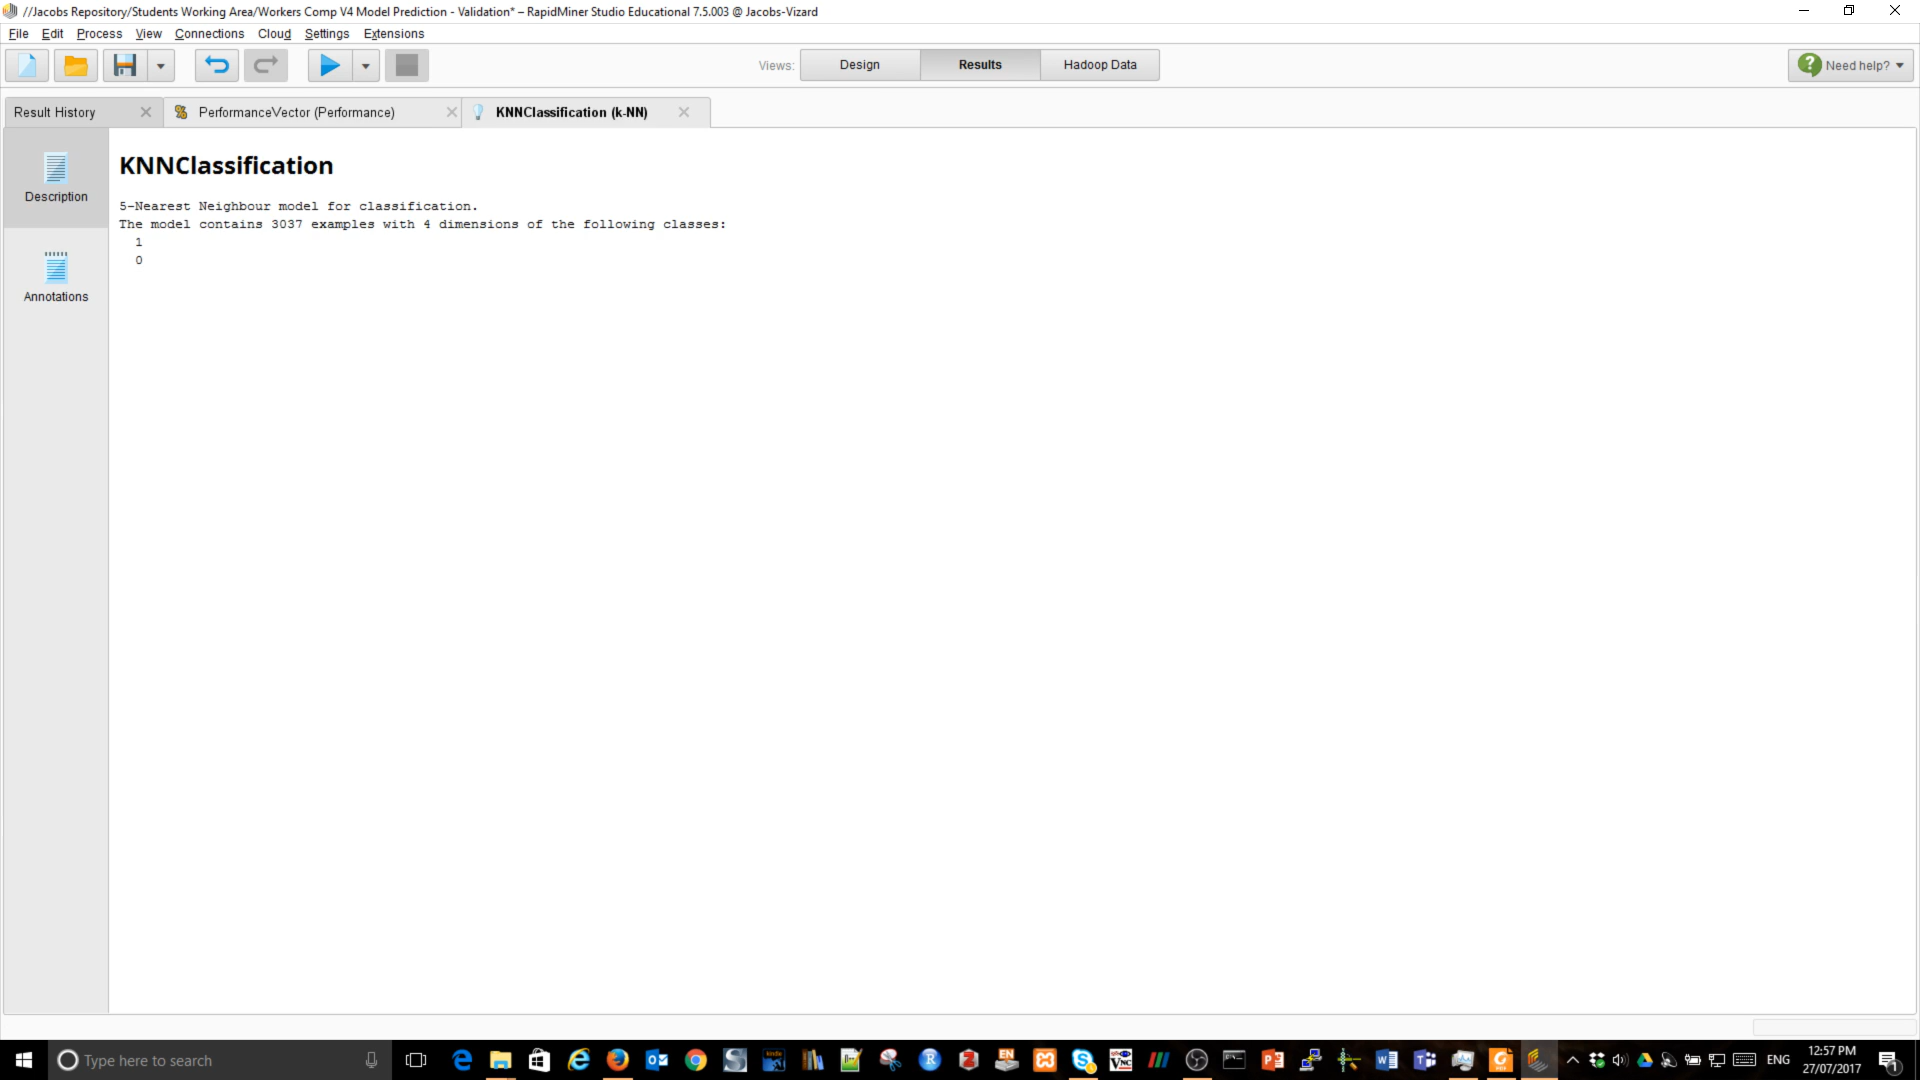 //Jacobs Repository/Students Working Area/Workers Comp V4 Model Prediction - Validation* – RapidMiner Studio Educational 7.5.003 @ Jacobs-Vizard
File Edit Process View Connections Cloud Settings Extensions
Views: Design Results Hadoop Data Need help?
Result History PerformanceVector (Performance) KNNClassification (k-NN)
Description
Annotations
KNNClassification
5-Nearest Neighbour model for classification.
The model contains 3037 examples with 4 dimensions of the following classes:
1
0
Type here to search
ENG
12:57 PM
27/07/2017